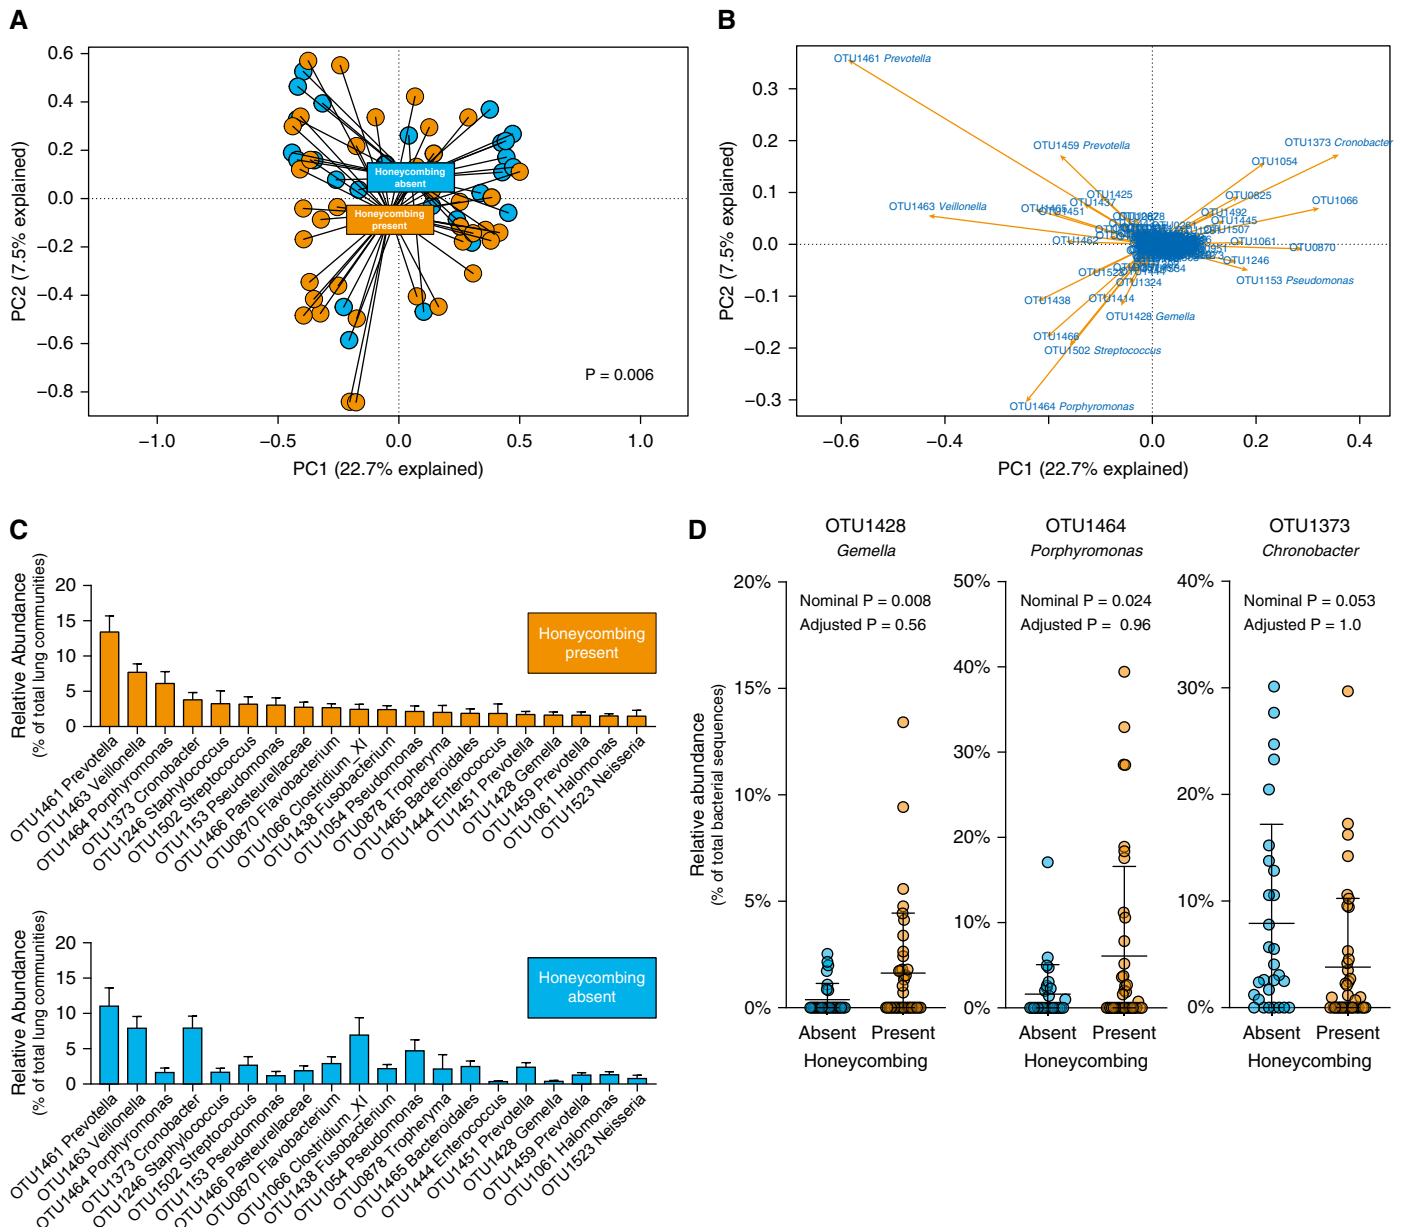 A
0.6
0.4
0.2
0.0
−0.2
−0.4
−0.6
−0.8
PC2 (7.5% explained)
Honeycombing
absent
Honeycombing
present
P = 0.006
−1.0
−0.5
0.0
0.5
1.0
PC1 (22.7% explained)
B
0.3
0.2
0.1
0.0
−0.1
−0.2
−0.3
PC2 (7.5% explained)
OTU1461 Prevotella
OTU1459 Prevotella
OTU1373 Cronobacter
OTU1054
OTU1425
OTU1437
OTU0825
OTU1066
OTU1463 Veillonella
OTU1465
OTU1451
OTU1492
OTU1445
OTU1507
OTU1462
OTU1061
OTU0870
OTU1246
OTU1153 Pseudomonas
OTU1523
OTU1324
OTU1438
OTU1414
OTU1428 Gemella
OTU1466
OTU1502 Streptococcus
OTU1464 Porphyromonas
−0.6
−0.4
−0.2
0.0
0.2
0.4
PC1 (22.7% explained)
C
Relative Abundance
(% of total lung communities)
20
15
10
5
0
Honeycombing
present
OTU1461 Prevotella
OTU1463 Veillonella
OTU1464 Porphyromonas
OTU1373 Cronobacter
OTU1246 Staphylococcus
OTU1502 Streptococcus
OTU1153 Pseudomonas
OTU1466 Pasteurellaceae
OTU0870 Flavobacterium
OTU1066 Clostridium_XI
OTU1438 Fusobacterium
OTU1054 Pseudomonas
OTU0878 Tropheryma
OTU1465 Bacteroidales
OTU1444 Enterococcus
OTU1451 Prevotella
OTU1428 Gemella
OTU1459 Prevotella
OTU1061 Halomonas
OTU1523 Neisseria
Relative Abundance
(% of total lung communities)
20
15
10
5
0
Honeycombing
absent
OTU1461 Prevotella
OTU1463 Veillonella
OTU1464 Porphyromonas
OTU1373 Cronobacter
OTU1246 Staphylococcus
OTU1502 Streptococcus
OTU1153 Pseudomonas
OTU1466 Pasteurellaceae
OTU0870 Flavobacterium
OTU1066 Clostridium_XI
OTU1438 Fusobacterium
OTU1054 Pseudomonas
OTU0878 Tropheryma
OTU1465 Bacteroidales
OTU1444 Enterococcus
OTU1451 Prevotella
OTU1428 Gemella
OTU1459 Prevotella
OTU1061 Halomonas
OTU1523 Neisseria
D
Relative abundance
(% of total bacterial sequences)
OTU1428
Gemella
20%
15%
10%
5%
0%
Nominal P = 0.008
Adjusted P = 0.56
Absent Present
Honeycombing
OTU1464
Porphyromonas
50%
40%
30%
20%
10%
0%
Nominal P = 0.024
Adjusted P = 0.96
Absent Present
Honeycombing
OTU1373
Chronobacter
40%
30%
20%
10%
0%
Nominal P = 0.053
Adjusted P = 1.0
Absent Present
Honeycombing